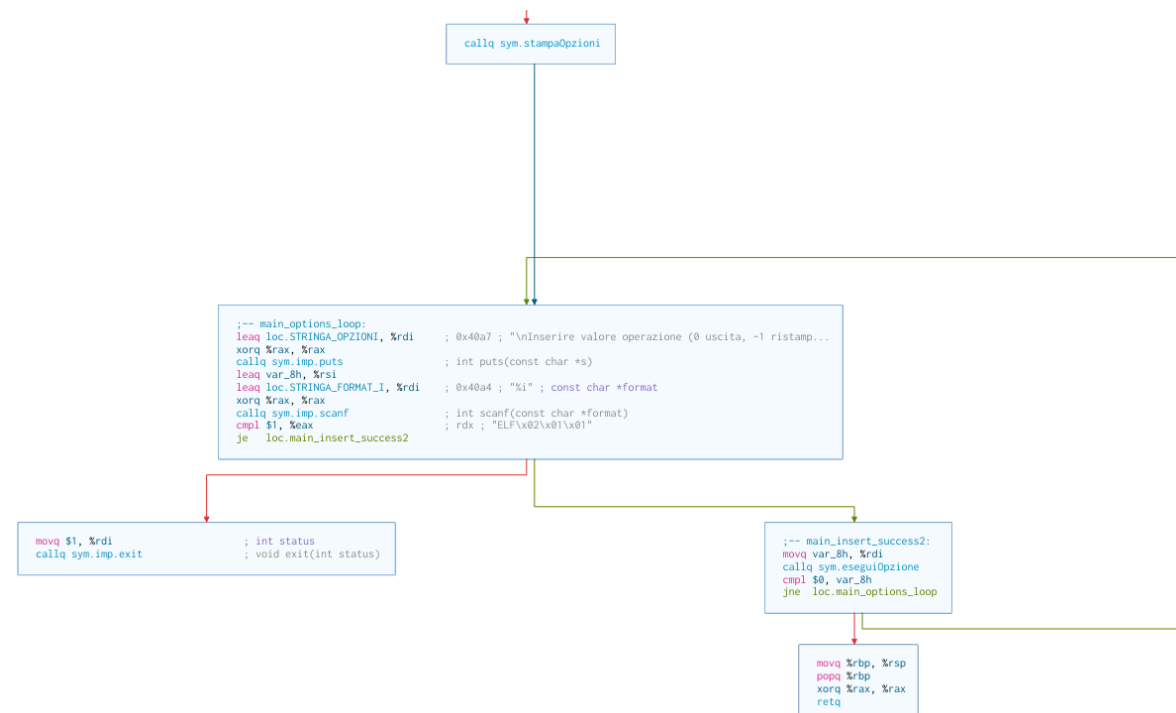 callq sym.stampaOpzioni
;-- main_options_loop:
leaq loc.STRINGA_OPZIONI, %rdi ; 0x40a7 ; "\nInserire valore operazione (0 uscita, -1 ristamp...
xorq %rax, %rax
callq sym.imp.puts ; int puts(const char *s)
leaq var_8h, %rsi
leaq loc.STRINGA_FORMAT_I, %rdi ; 0x40a4 ; "%i" ; const char *format
xorq %rax, %rax
callq sym.imp.scanf ; int scanf(const char *format)
cmpl $1, %eax ; rdx ; "ELF\x02\x01\x01"
je loc.main_insert_success2
movq $1, %rdi ; int status
callq sym.imp.exit ; void exit(int status)
;-- main_insert_success2:
movq var_8h, %rdi
callq sym.eseguiOpzione
cmpl $0, var_8h
jne loc.main_options_loop
movq %rbp, %rsp
popq %rbp
xorq %rax, %rax
retq